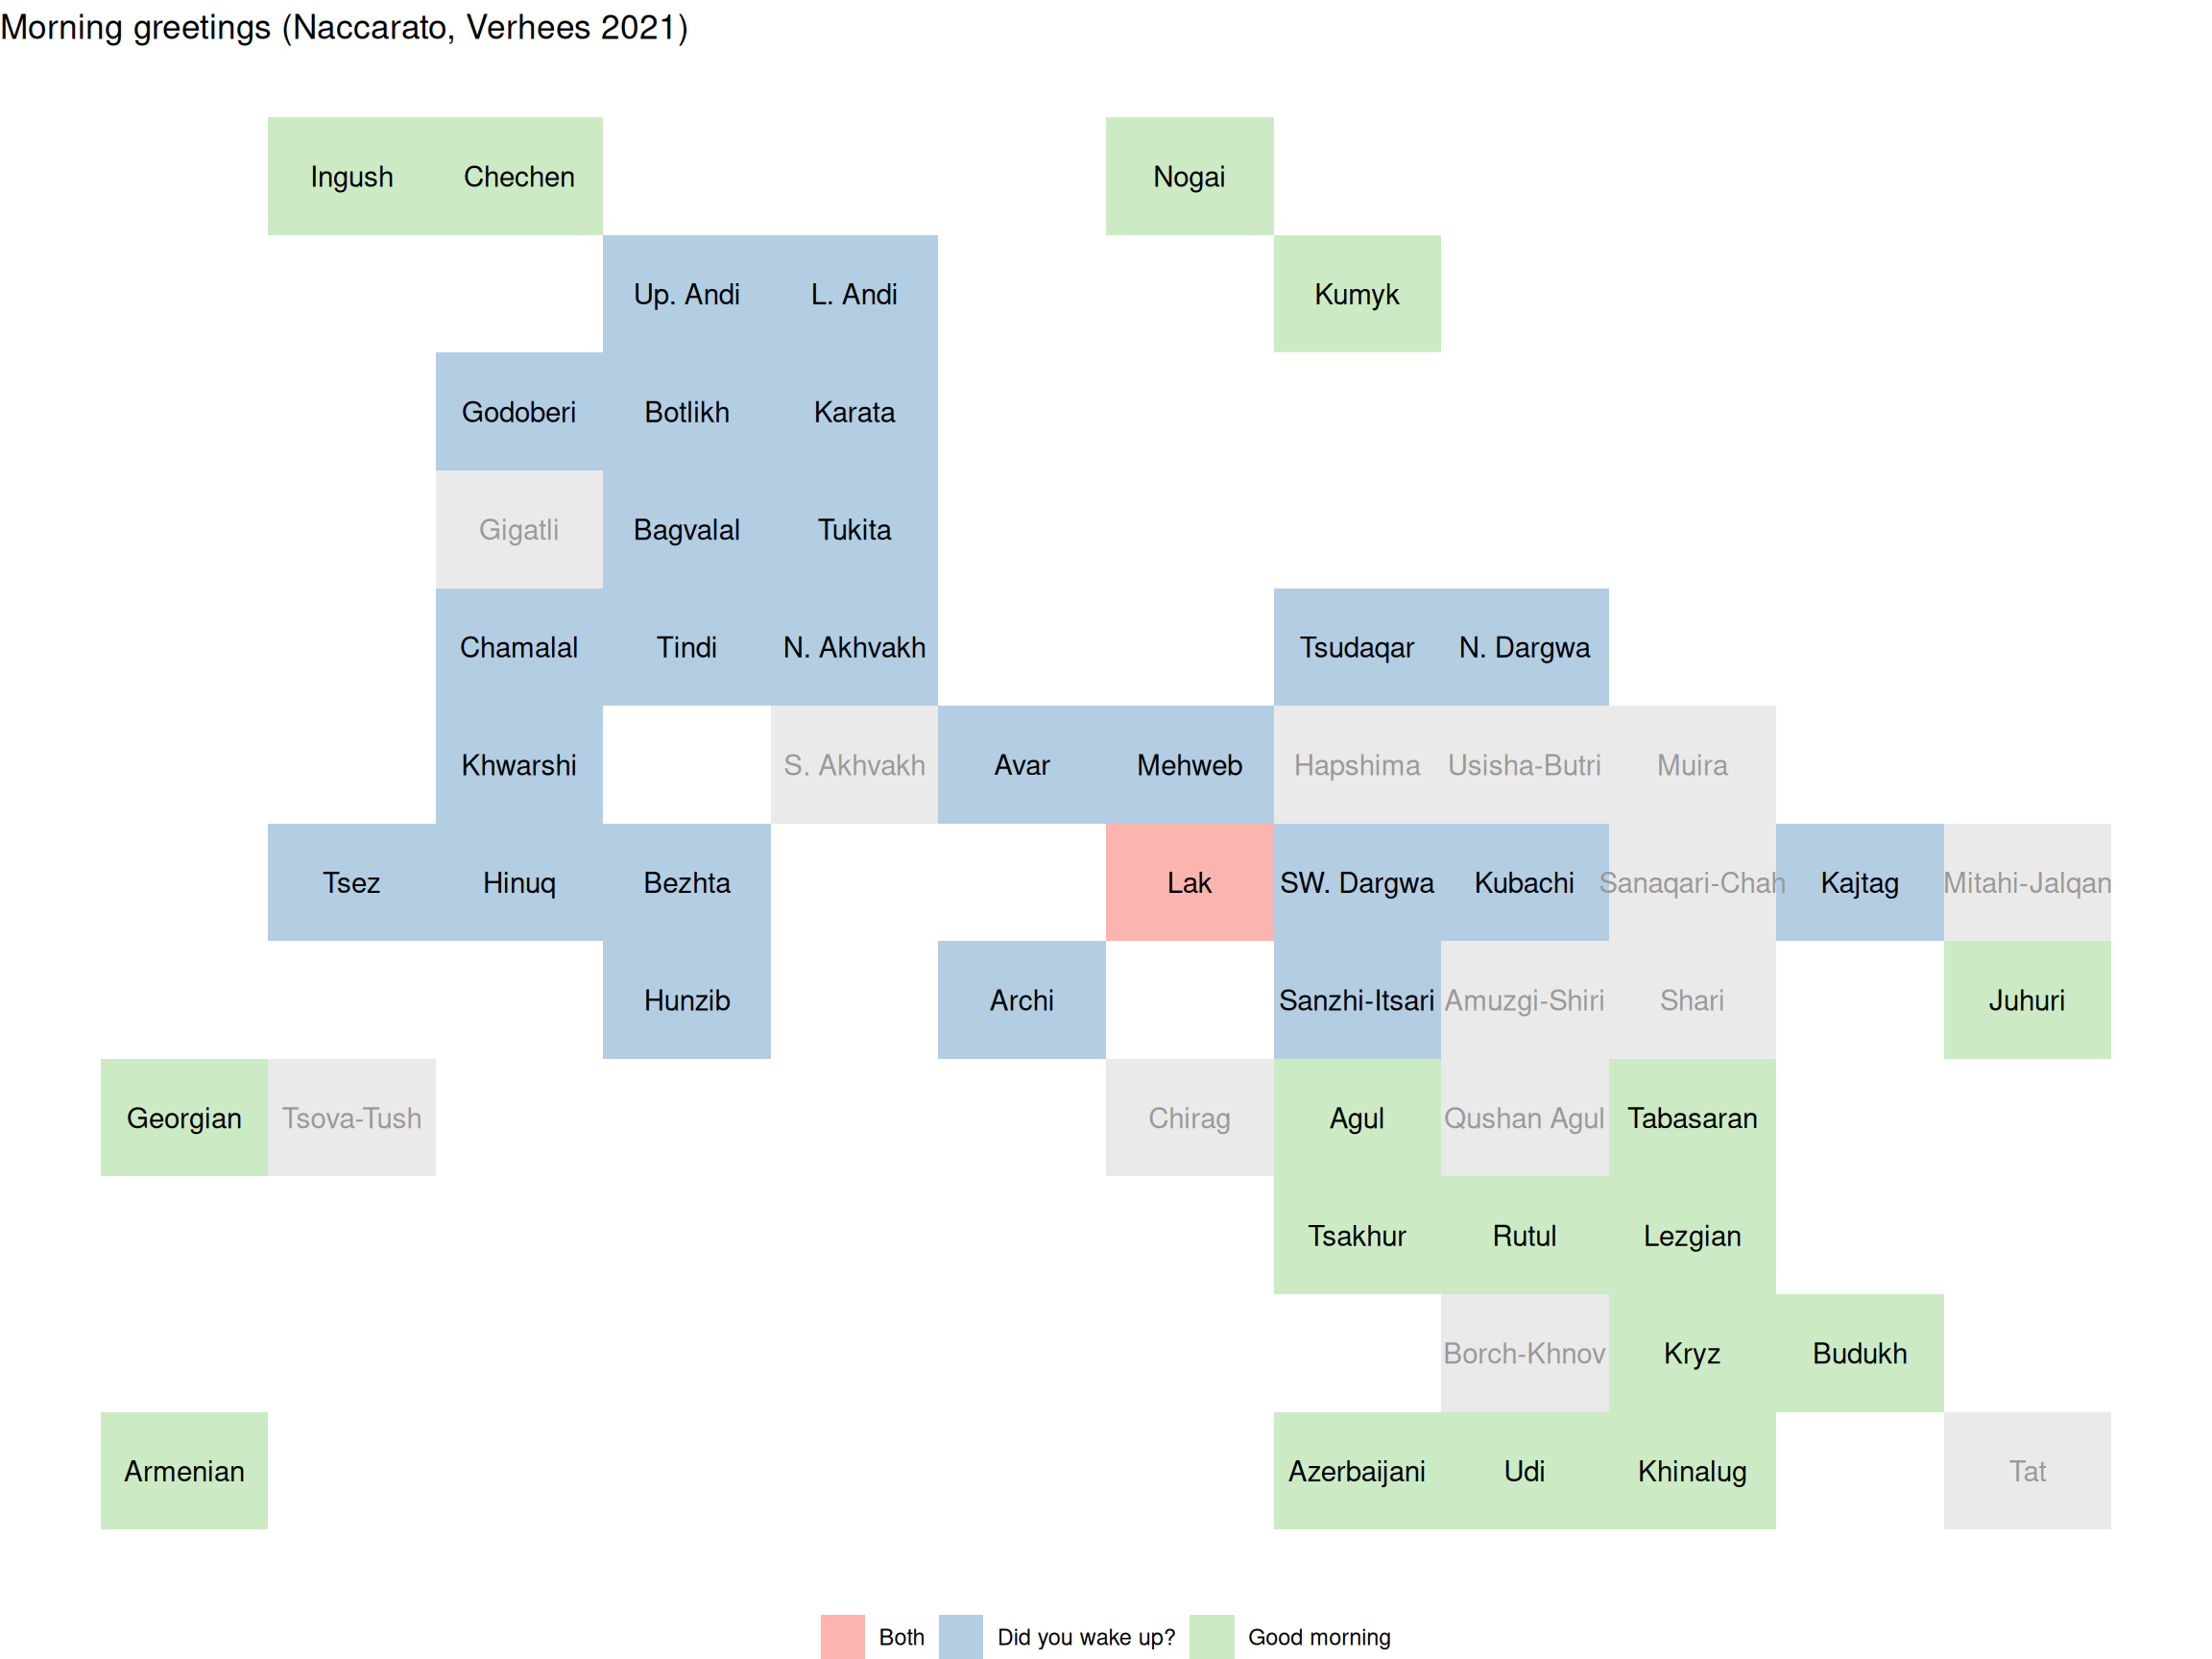 Morning greetings (Naccarato, Verhees 2021)
Ingush Chechen Nogai
Up. Andi L. Andi Kumyk
Godoberi Botlikh Karata
Gigatli Bagvalal Tukita
Chamalal Tindi N. Akhvakh Tsudaqar N. Dargwa
Khwarshi S. Akhvakh Avar Mehweb Hapshima Usisha-Butri Muira
Tsez Hinuq Bezhta Lak SW. Dargwa Kubachi Sanaqari-Chah Kajtag Mitahi-Jalqan
Hunzib Archi Sanzhi-Itsari Amuzgi-Shiri Shari Juhuri
Georgian Tsova-Tush Chirag Agul Qushan Agul Tabasaran
Tsakhur Rutul Lezgian
Borch-Khnov Kryz Budukh
Armenian Azerbaijani Udi Khinalug Tat
Both Did you wake up? Good morning